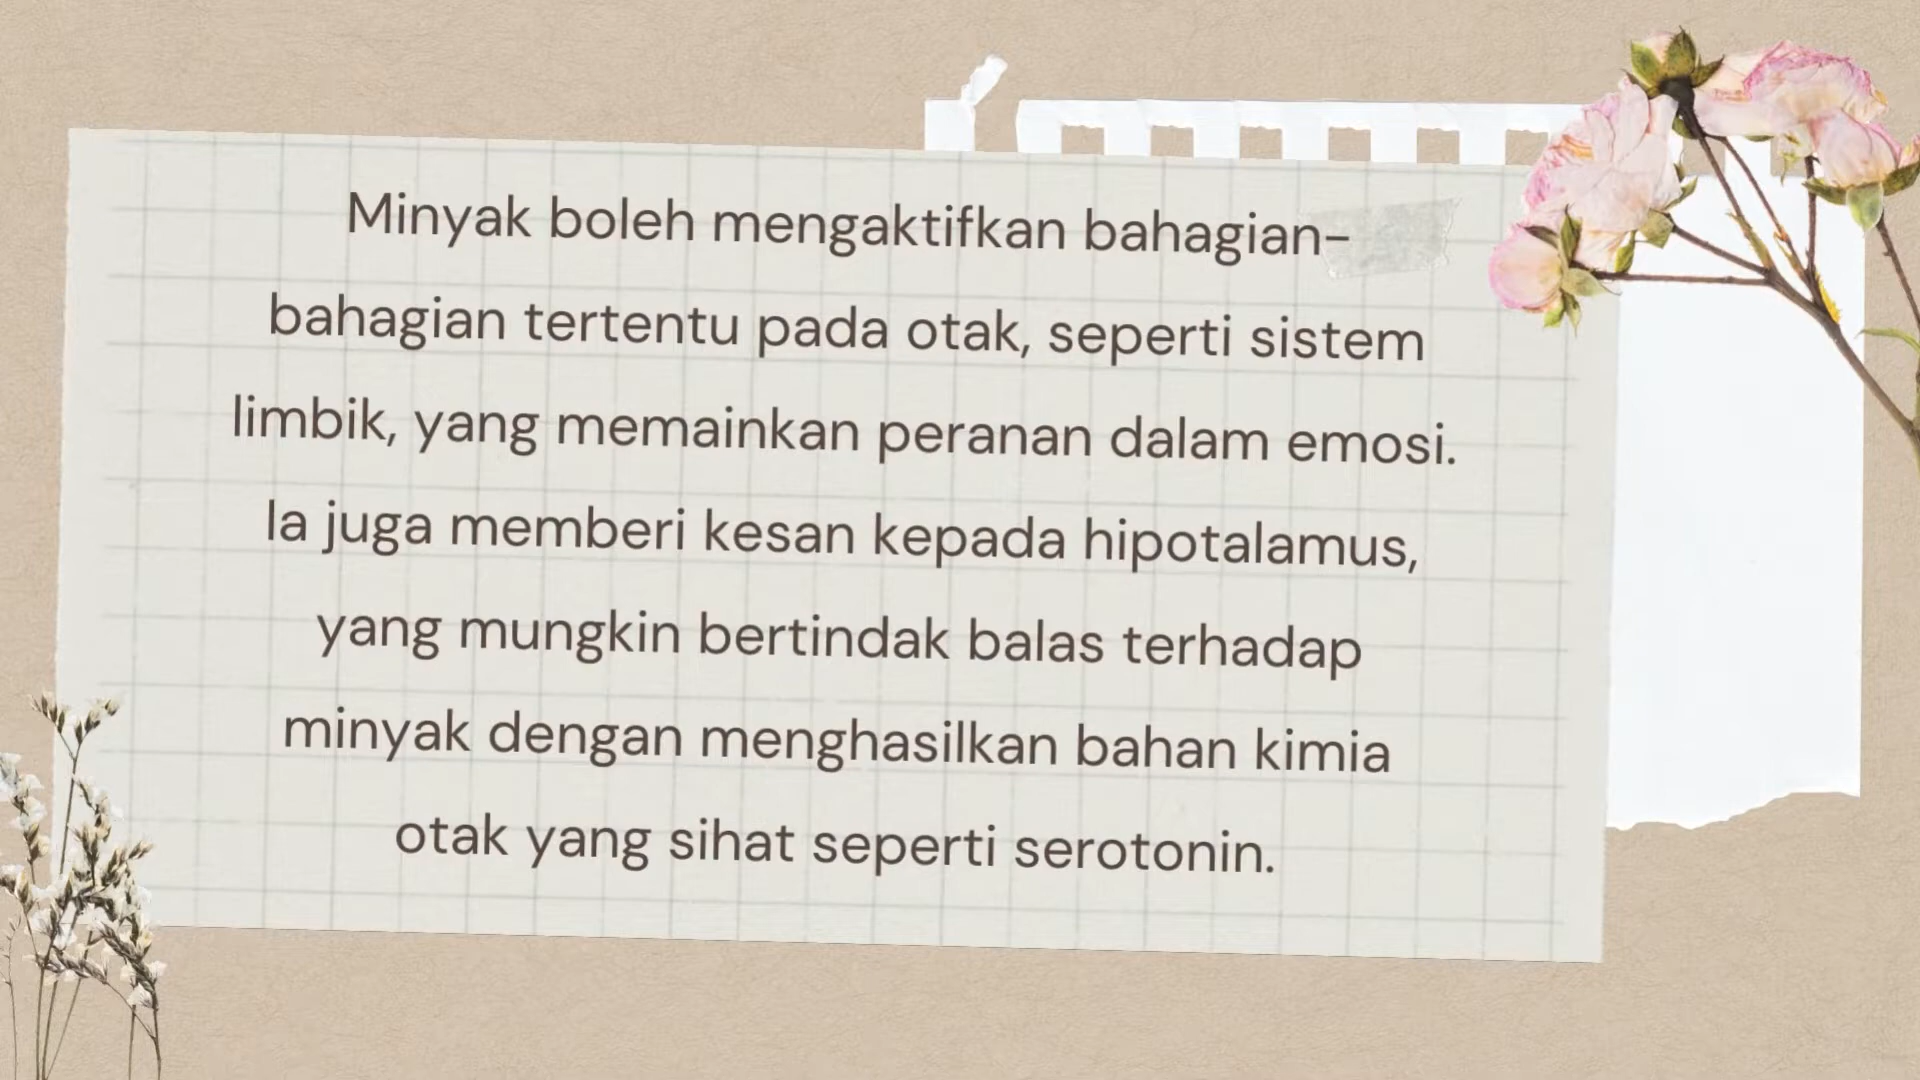 Minyak boleh mengaktifkan bahagian-
bahagian tertentu pada otak, seperti sistem
limbik, yang memainkan peranan dalam emosi.
Ia juga memberi kesan kepada hipotalamus,
yang mungkin bertindak balas terhadap
minyak dengan menghasilkan bahan kimia
otak yang sihat seperti serotonin.